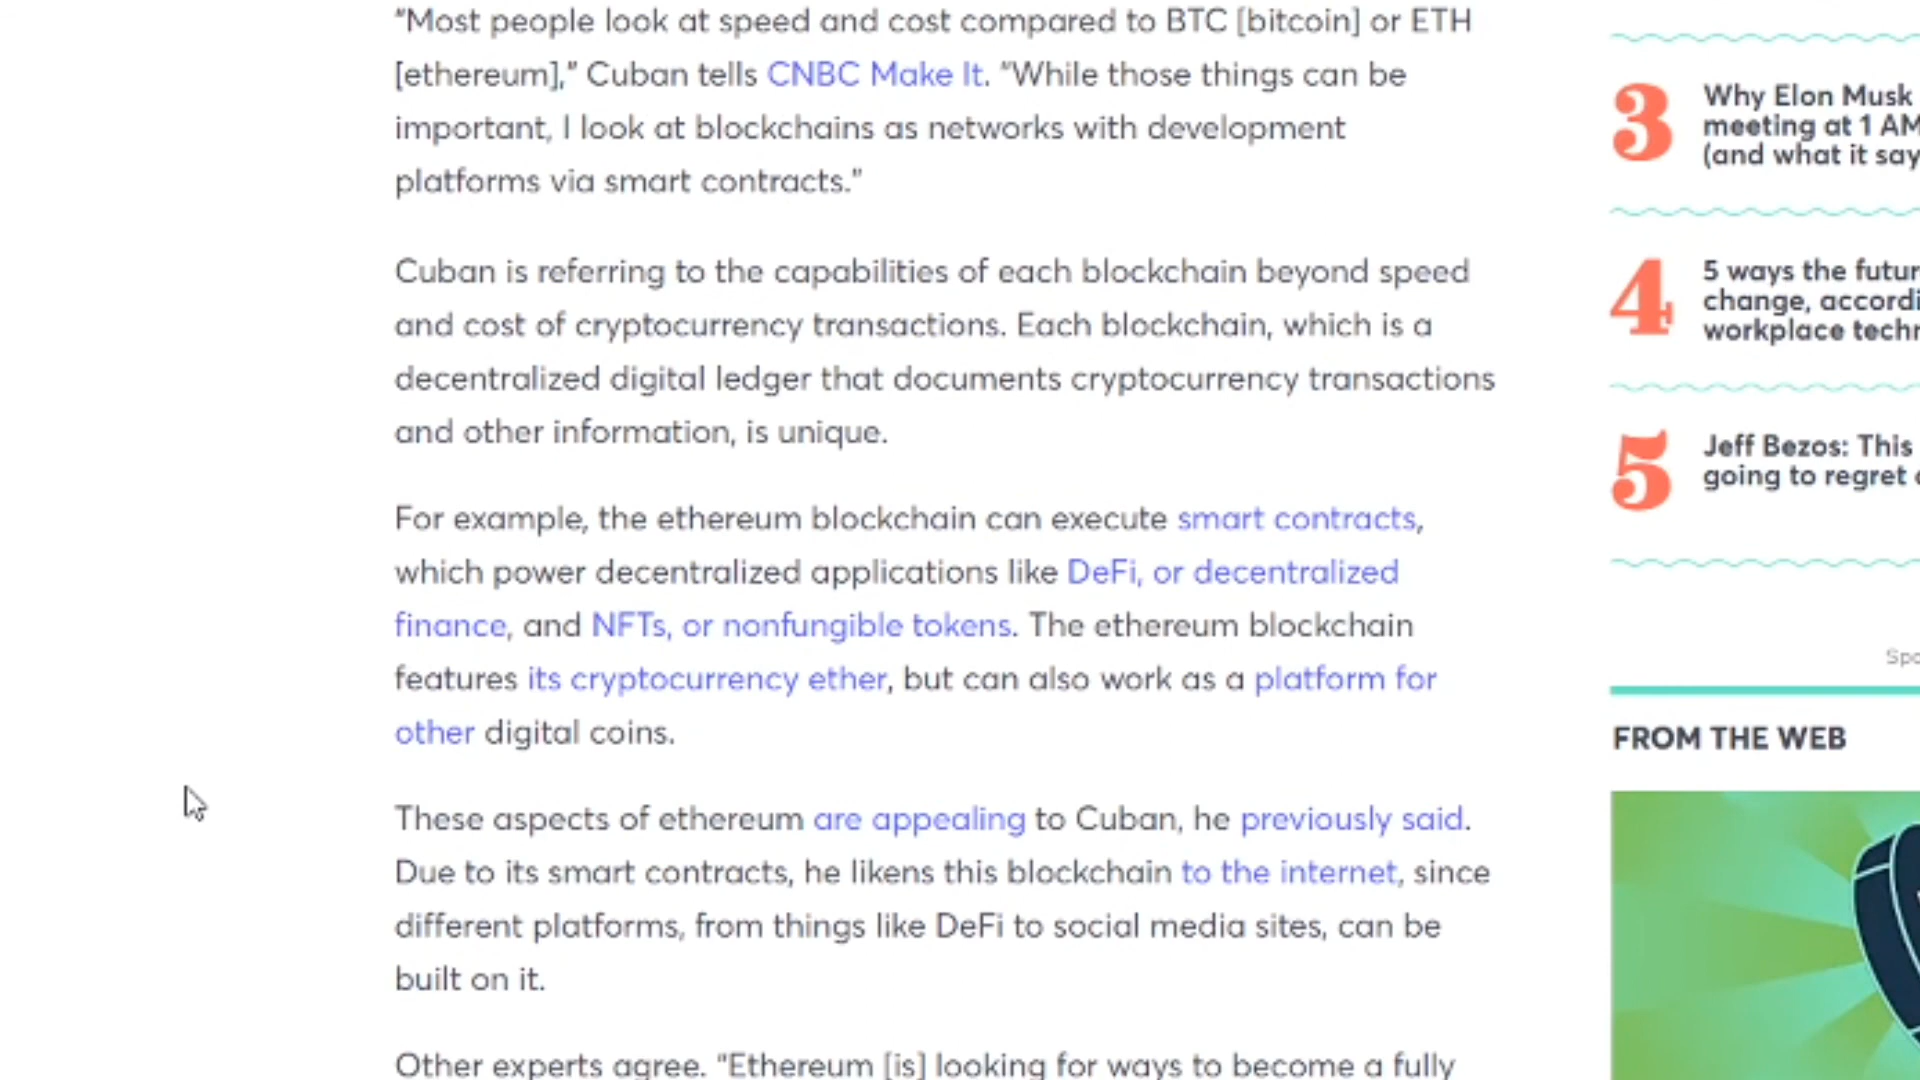 “Most people look at speed and cost compared to BTC [bitcoin] or ETH
[ethereum],” Cuban tells CNBC Make It. “While those things can be
important, I look at blockchains as networks with development
platforms via smart contracts.”
Cuban is referring to the capabilities of each blockchain beyond speed
and cost of cryptocurrency transactions. Each blockchain, which is a
decentralized digital ledger that documents cryptocurrency transactions
and other information, is unique.
For example, the ethereum blockchain can execute smart contracts,
which power decentralized applications like DeFi, or decentralized
finance, and NFTs, or nonfungible tokens. The ethereum blockchain
features its cryptocurrency ether, but can also work as a platform for
other digital coins.
These aspects of ethereum are appealing to Cuban, he previously said.
Due to its smart contracts, he likens this blockchain to the internet, since
different platforms, from things like DeFi to social media sites, can be
built on it.
Other experts agree. “Ethereum [is] looking for ways to become a fully
3
Why Elon Musk
meeting at 1 AM
(and what it say
4
5 ways the futur
change, accordi
workplace techn
5
Jeff Bezos: This
going to regret
Spo
FROM THE WEB